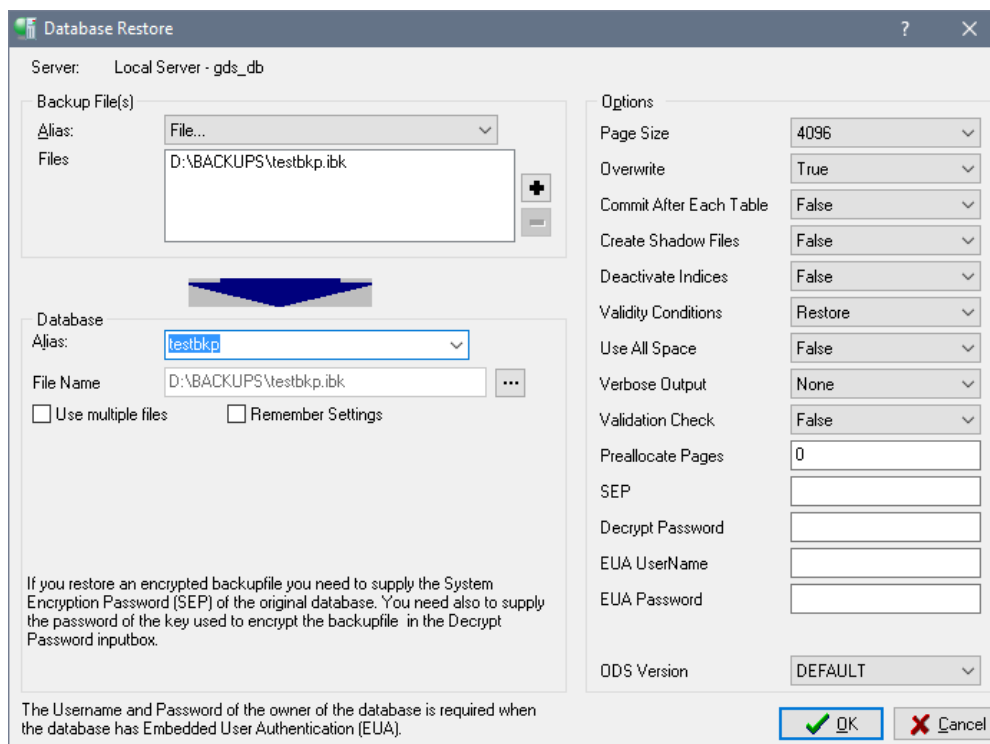 Database Restore
?
Server: Local Server - gds_db
Backup File(s)
Alias: File...
Files D:\BACKUPS\testbkp.ibk
Database
Alias: testbkp
File Name D:\BACKUPS\testbkp.ibk ...
Use multiple files Remember Settings
If you restore an encrypted backupfile you need to supply the System
Encryption Password (SEP) of the original database. You need also to supply
the password of the key used to encrypt the backupfile in the Decrypt
Password inputbox.
The Username and Password of the owner of the database is required when
the database has Embedded User Authentication (EUA).
Options
Page Size 4096
Overwrite True
Commit After Each Table False
Create Shadow Files False
Deactivate Indices False
Validity Conditions Restore
Use All Space False
Verbose Output None
Validation Check False
Preallocate Pages 0
SEP
Decrypt Password
EUA UserName
EUA Password
ODS Version DEFAULT
OK Cancel